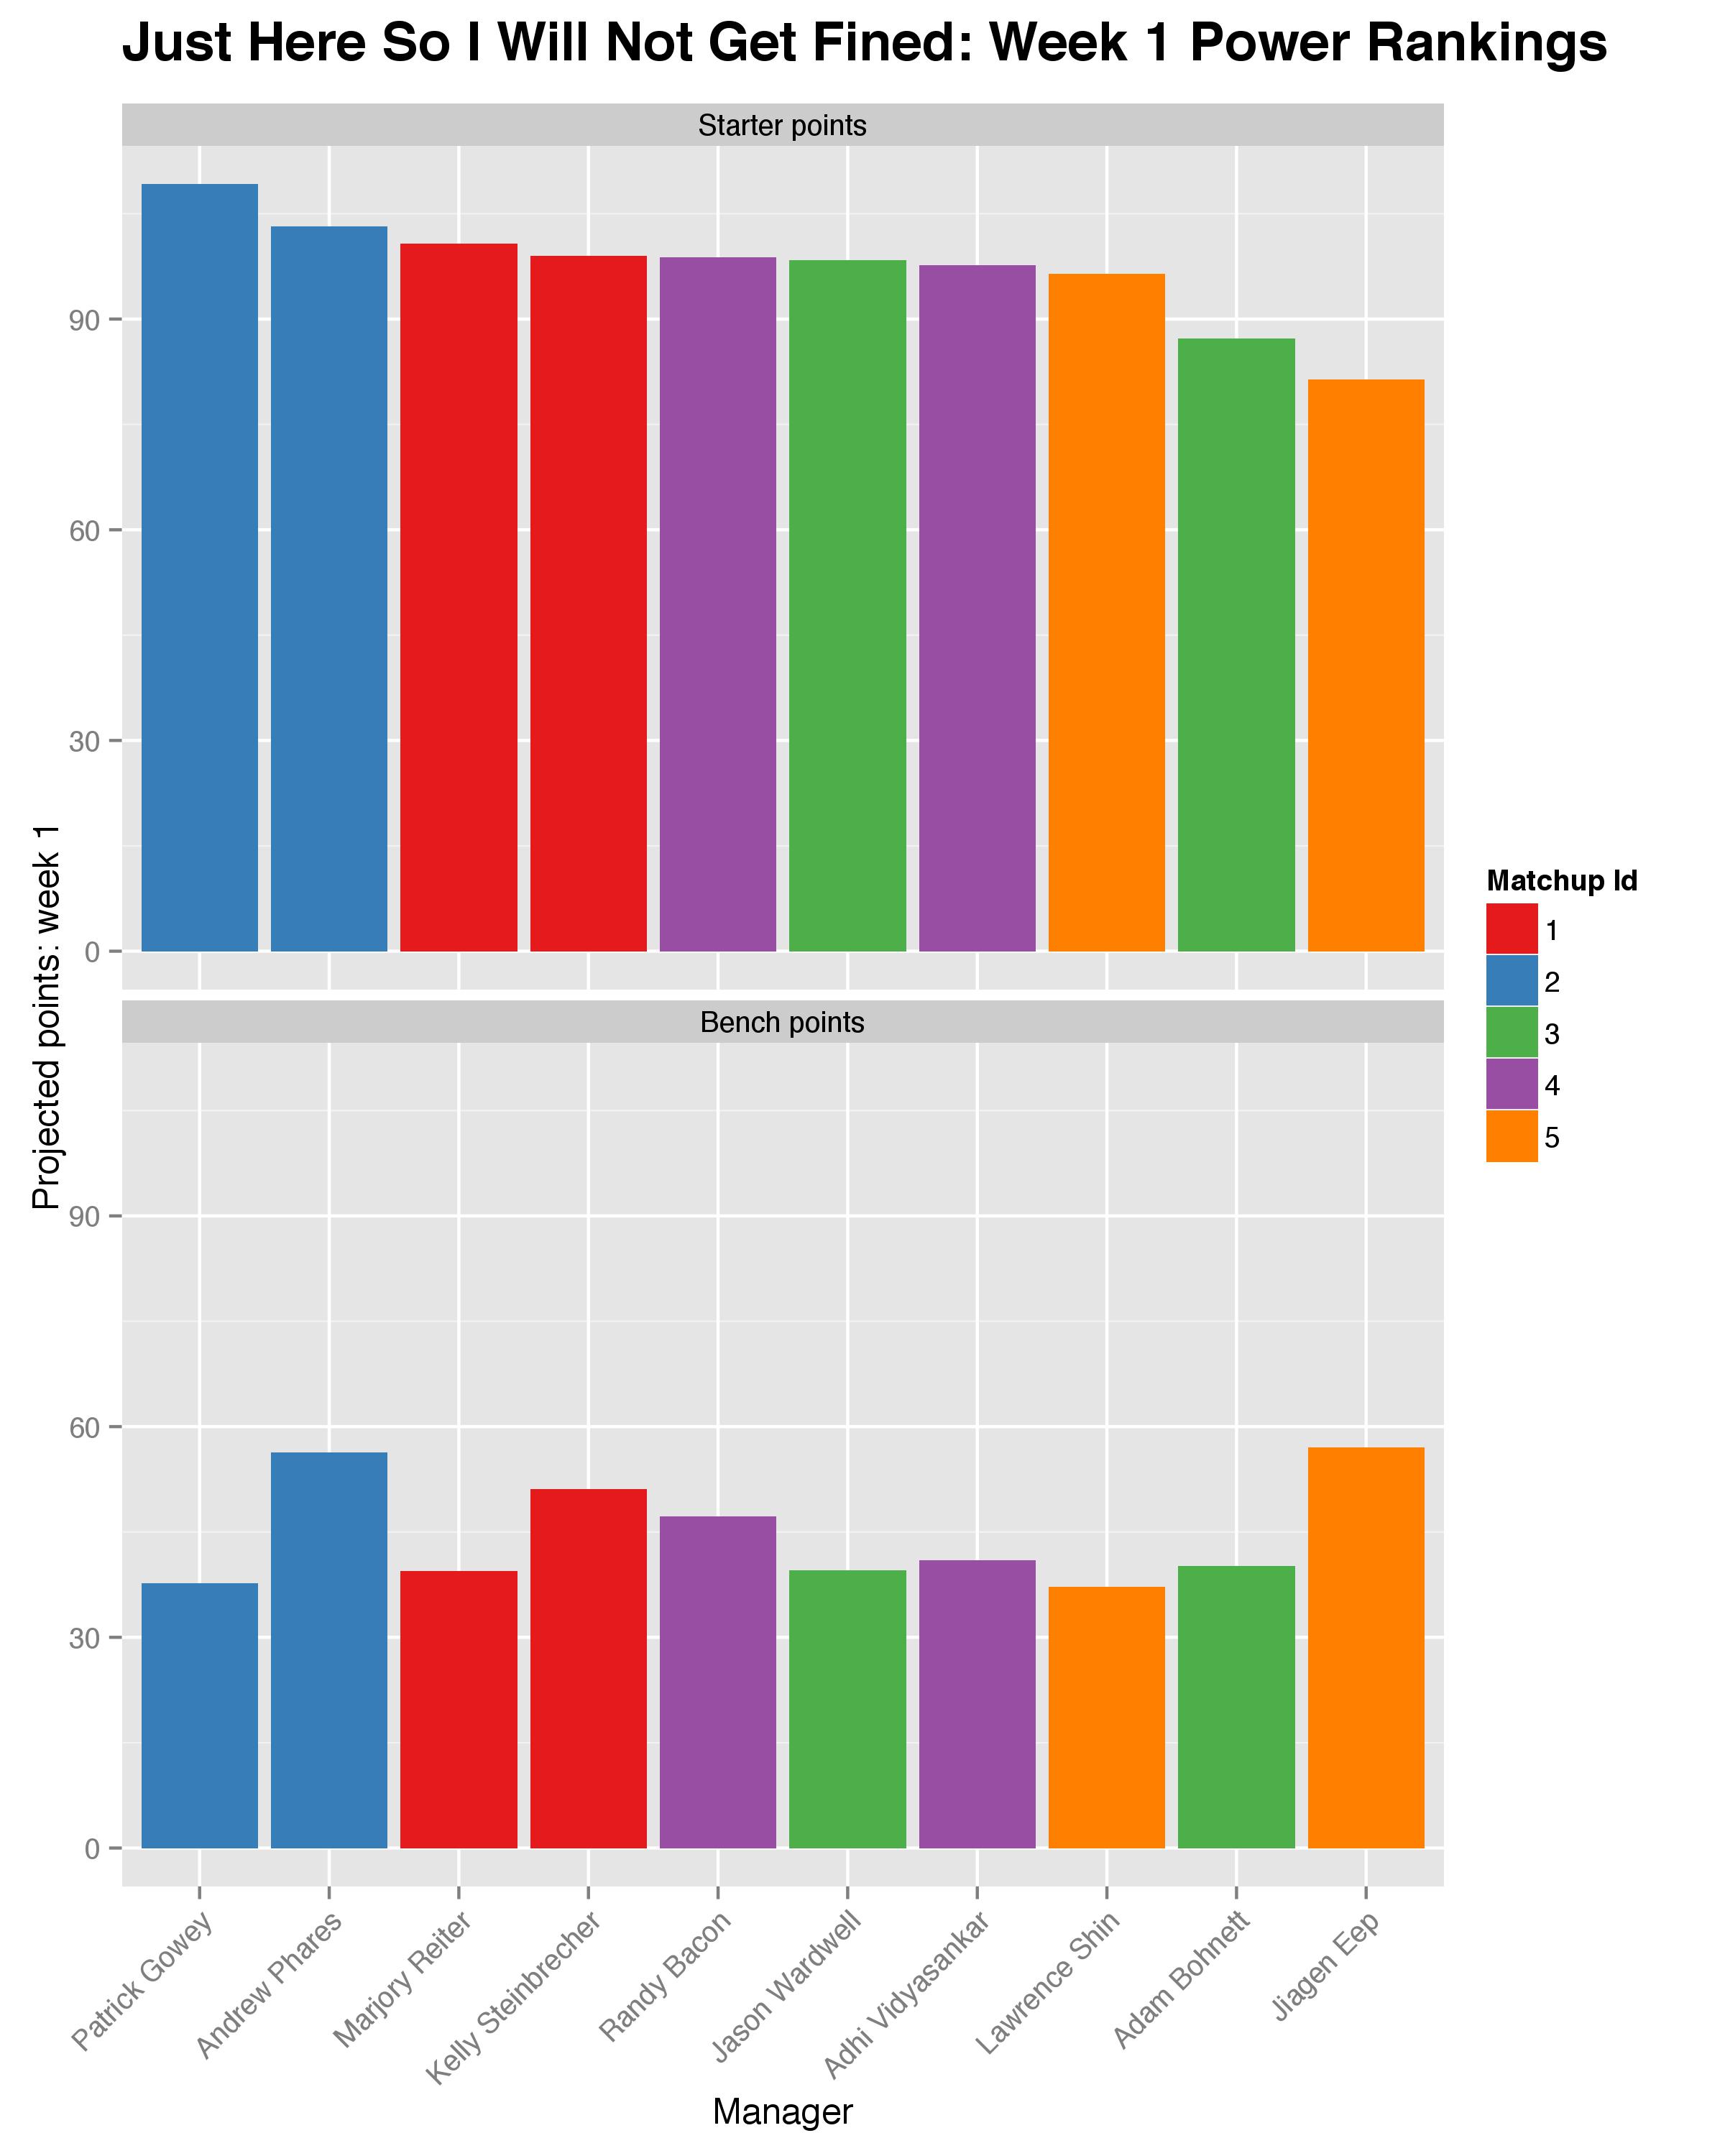 Just Here So I Will Not Get Fined: Week 1 Power Rankings
Starter points
90
60
30
0
Projected points: week 1
Bench points
90
60
30
0
Patrick Gowey
Andrew Phares
Marjory Reiter
Kelly Steinbrecher
Randy Bacon
Jason Wardwell
Adhi Vidyasankar
Lawrence Shin
Adam Bohnett
Jiagen Eep
Manager
Matchup Id
1
2
3
4
5